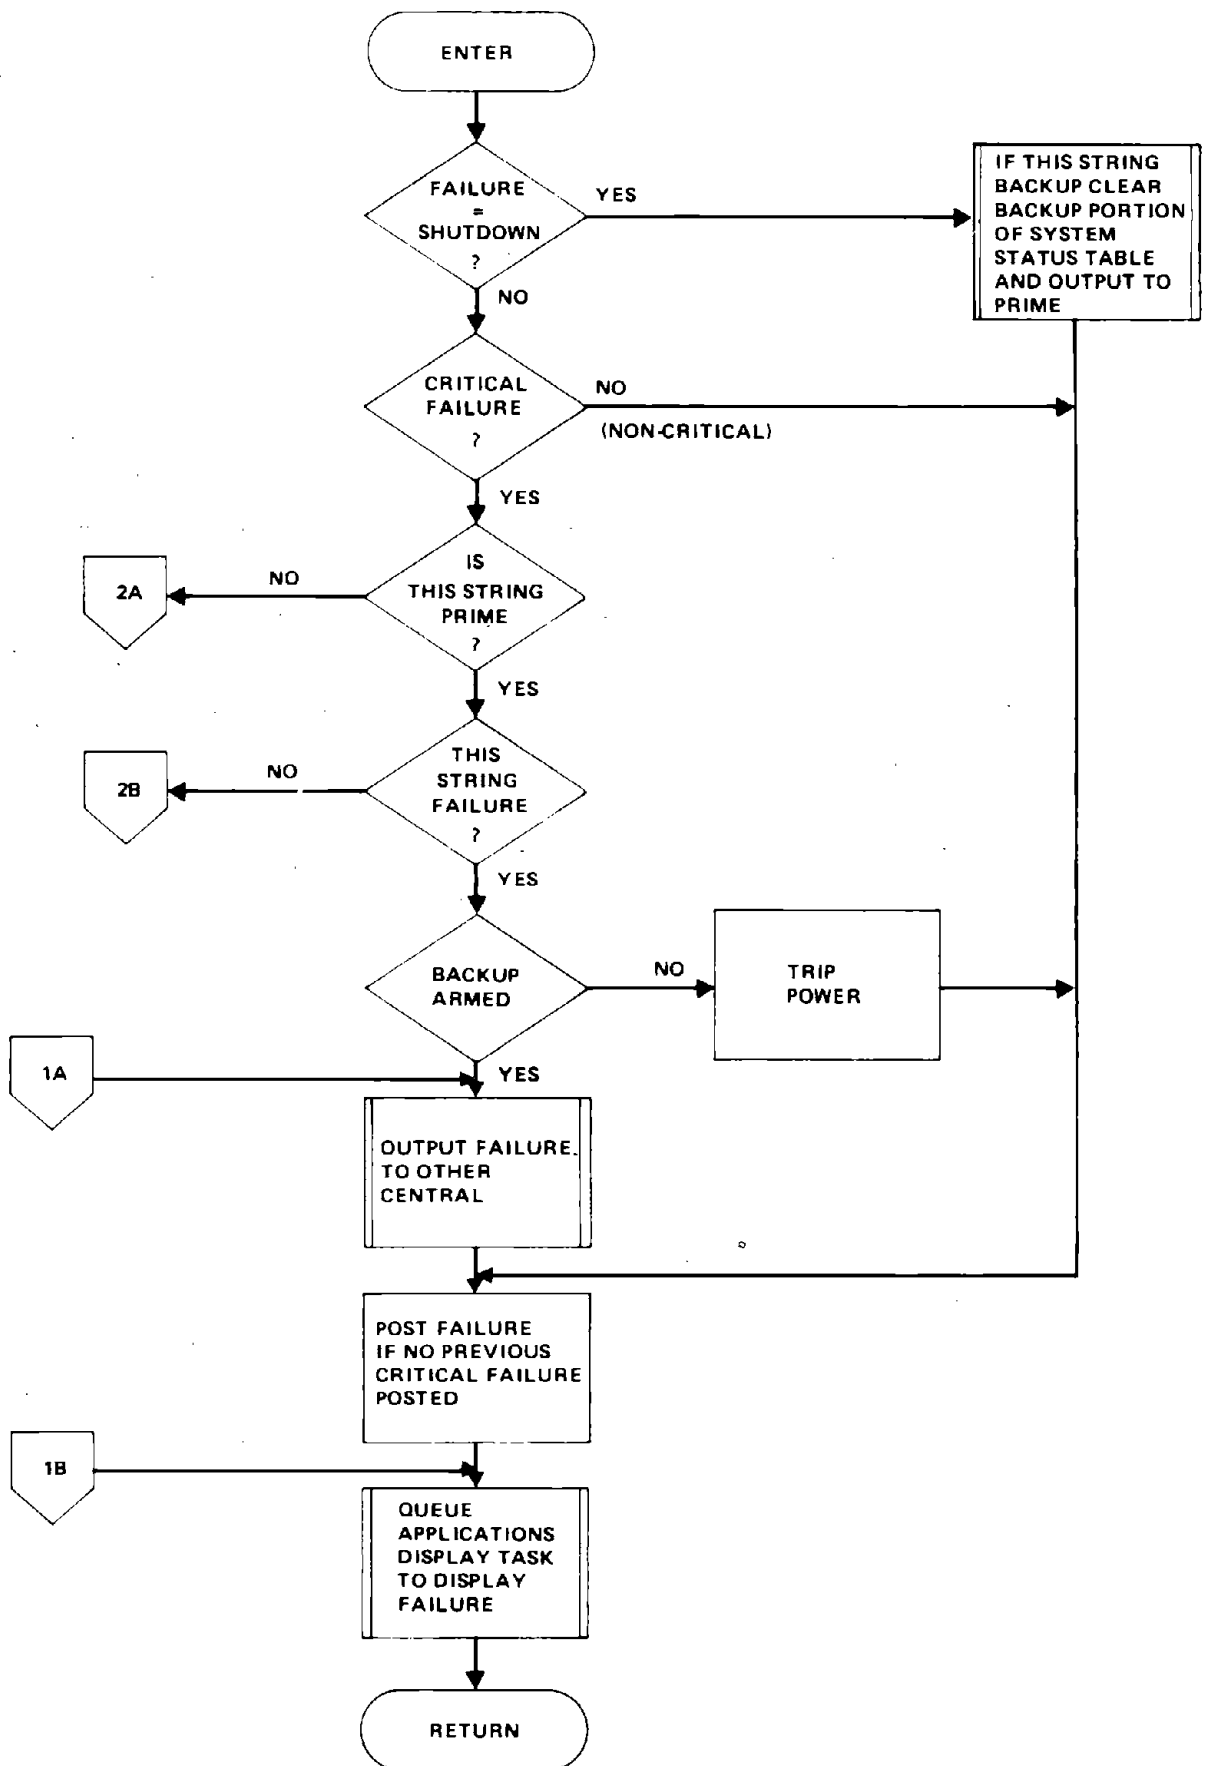 ENTER
FAILURE
=
SHUTDOWN
?
YES
IF THIS STRING
BACKUP CLEAR
BACKUP PORTION
OF SYSTEM
STATUS TABLE
AND OUTPUT TO
PRIME
NO
CRITICAL
FAILURE
?
NO
(NON-CRITICAL)
YES
IS
THIS STRING
PRIME
?
NO
2A
YES
THIS
STRING
FAILURE
?
NO
2B
YES
BACKUP
ARMED
NO
TRIP
POWER
1A
YES
OUTPUT FAILURE
TO OTHER
CENTRAL
POST FAILURE
IF NO PREVIOUS
CRITICAL FAILURE
POSTED
1B
QUEUE
APPLICATIONS
DISPLAY TASK
TO DISPLAY
FAILURE
RETURN